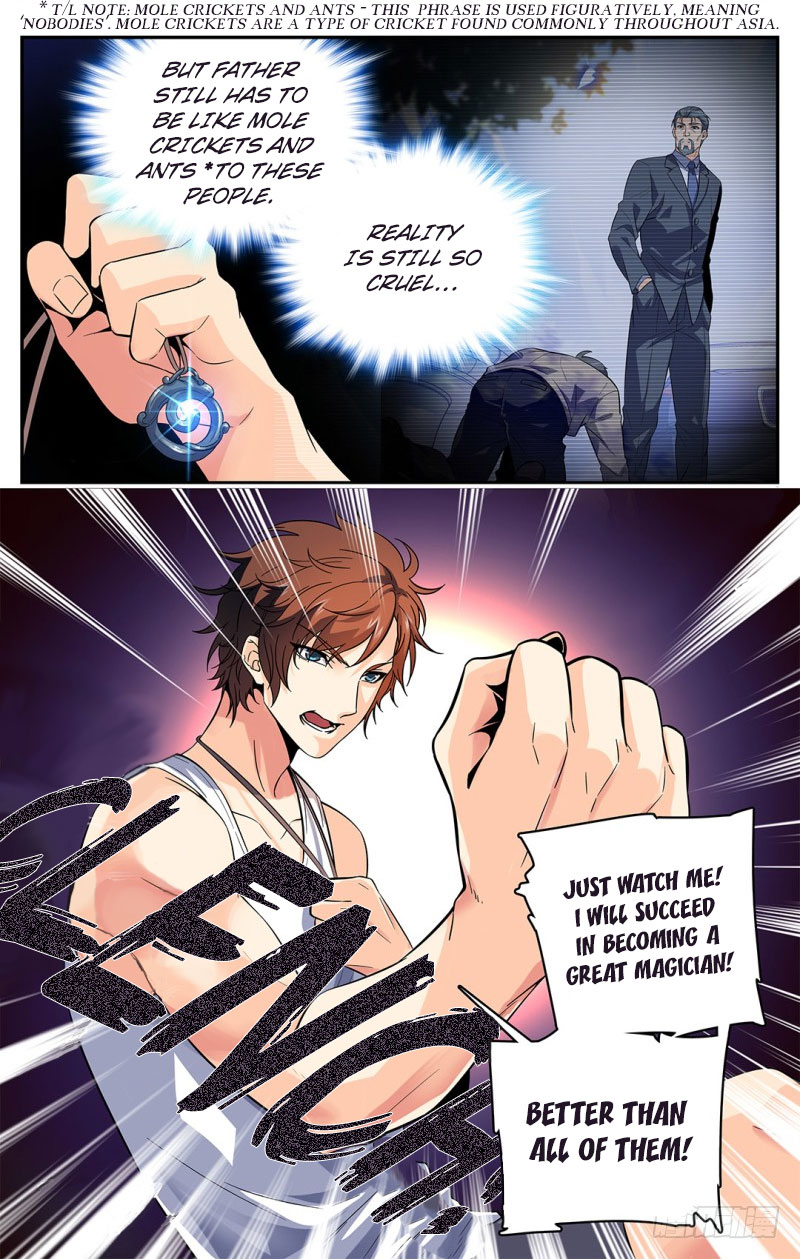 * T/L NOTE: MOLE CRICKETS AND ANTS - THIS PHRASE IS USED FIGURATIVELY, MEANING
'NOBODIES'. MOLE CRICKETS ARE A TYPE OF CRICKET FOUND COMMONLY THROUGHOUT ASIA.
BUT FATHER
STILL HAS TO
BE LIKE MOLE
CRICKETS AND
ANTS *TO THESE
PEOPLE.
REALITY
IS STILL SO
CRUEL...
CLENCH!
JUST WATCH ME!
I WILL SUCCEED
IN BECOMING A
GREAT MAGICIAN!
BETTER THAN
ALL OF THEM!